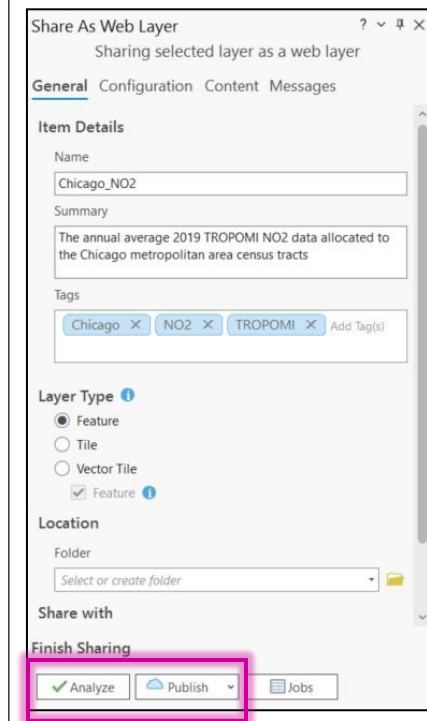 Share As Web Layer
Sharing selected layer as a web layer
General Configuration Content Messages
Item Details
Name
Chicago_NO2
Summary
The annual average 2019 TROPOMI NO2 data allocated to
the Chicago metropolitan area census tracts
Tags
Chicago NO2 TROPOMI Add Tag(s)
Layer Type
Feature
Tile
Vector Tile
Feature
Location
Folder
Select or create folder
Share with
Finish Sharing
Analyze Publish Jobs